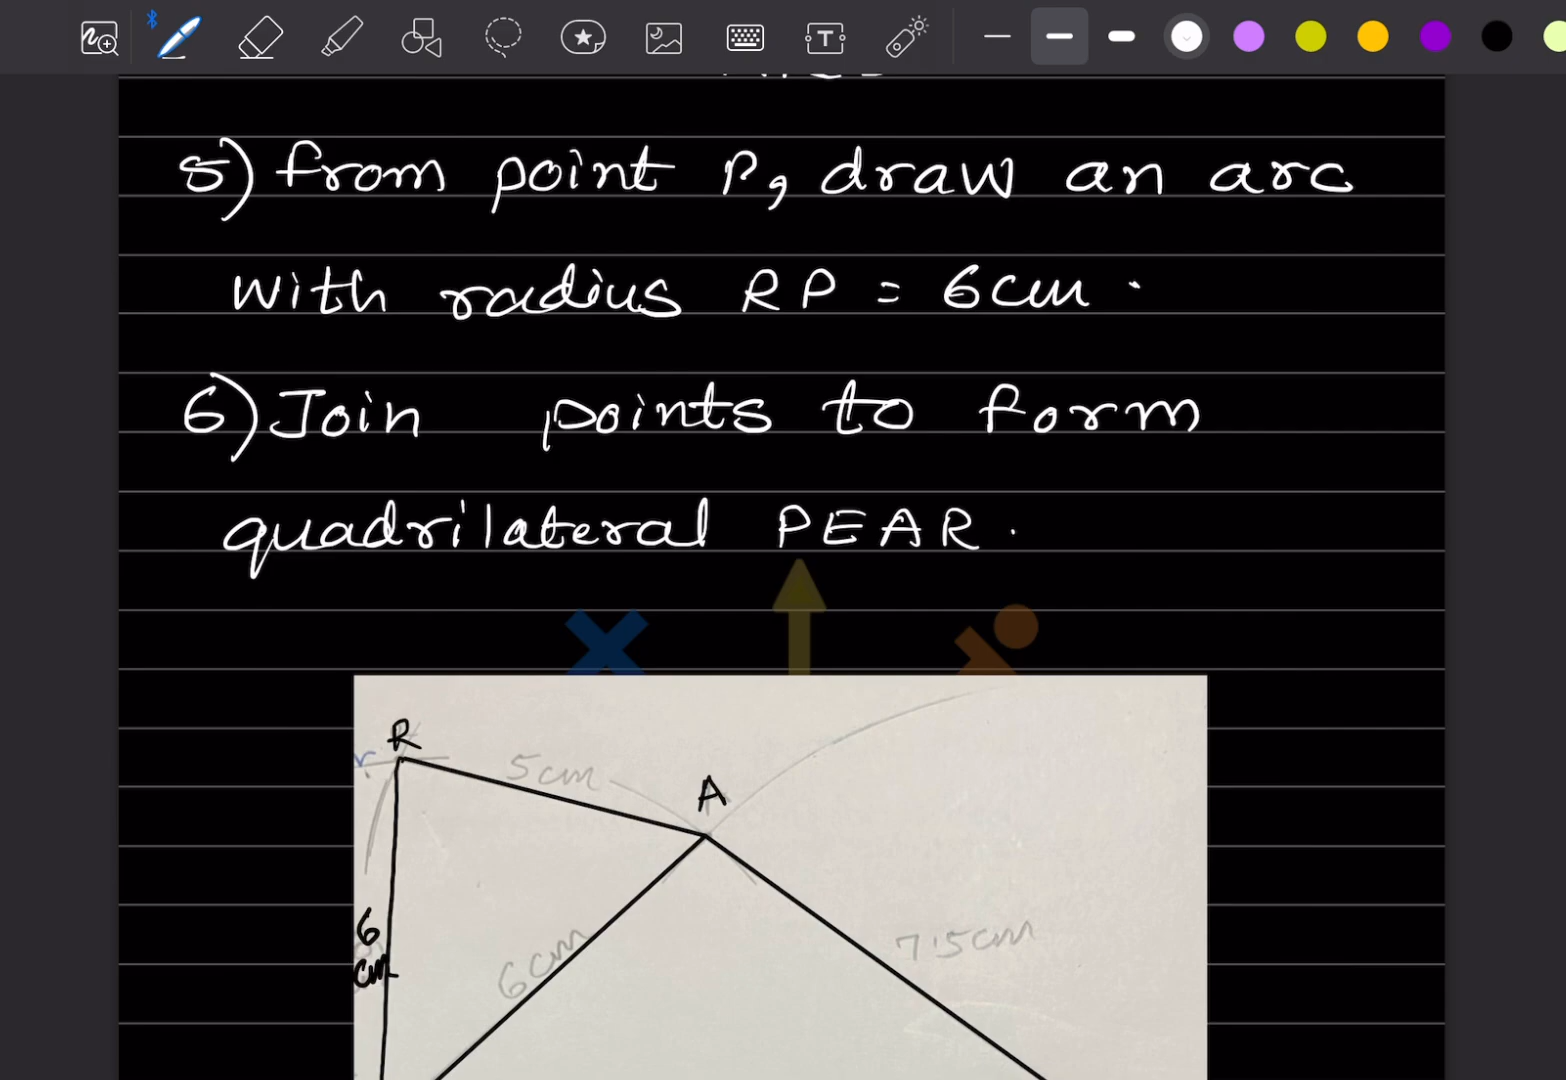 5) from point P, draw an arc
with radius RP = 6cm.
6) Join points to form
quadrilateral PEAR.
R
5cm
A
6
cm
6cm
7.5cm